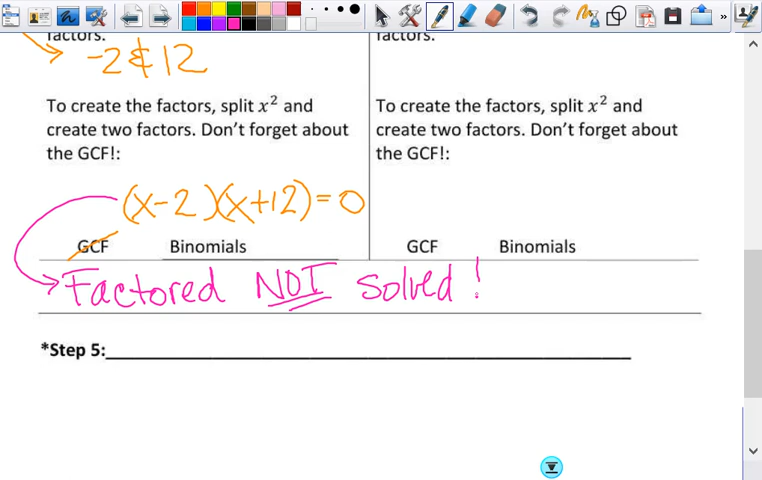 factors.
factors.
-2 & 12
To create the factors, split x² and
create two factors. Don't forget about
the GCF!:
To create the factors, split x² and
create two factors. Don't forget about
the GCF!:
(x-2)(x+12)=0
GCF Binomials
GCF Binomials
Factored NOT Solved!
*Step 5: